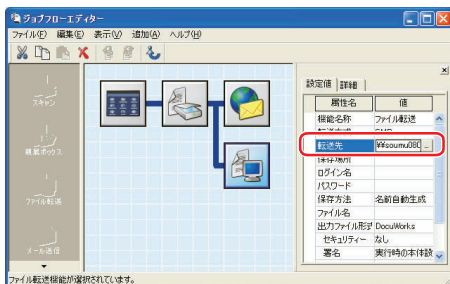 ジョブフローエディター
ファイル(F) 編集(E) 表示(V) 追加(A) ヘルプ(H)
スキャン
親展ボックス
ファイル転送
メール送信
設定値 詳細
属性名 値
機能名称 ファイル転送
転送方式 SMB
転送先 ¥¥soumu080 ...
保存場所
ログイン名
パスワード
保存方法 名前自動生成
ファイル名
出力ファイル形式 DocuWorks
セキュリティー なし
署名 実行時の本体設
ファイル転送機能が選択されています。